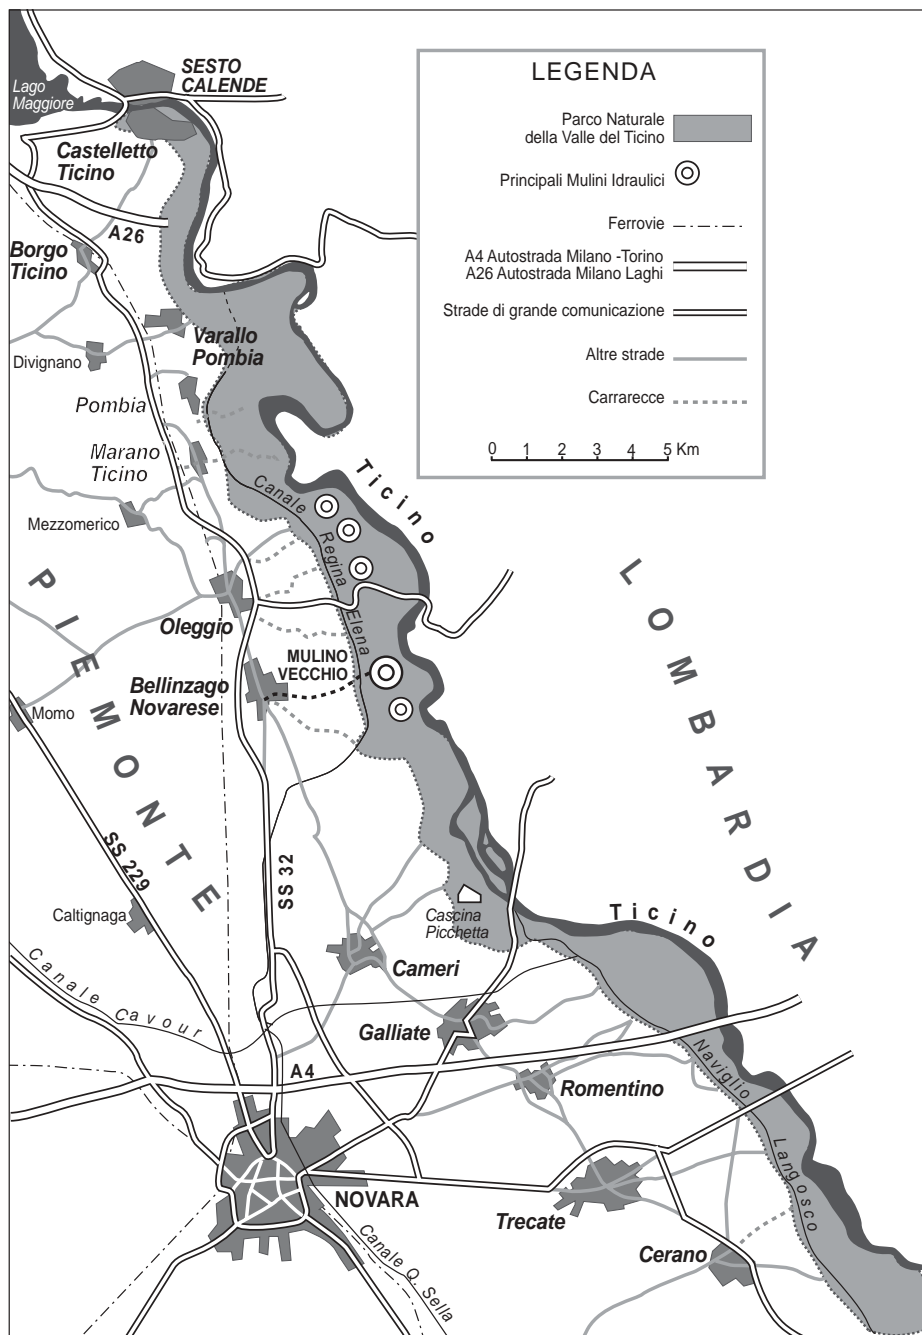 SESTO
CALENDE
Lago
Maggiore
Castelletto
Ticino
A26
Borgo
Ticino
Varallo
Pombia
Divignano
Pombia
Marano
Ticino
Mezzomerico
Canale
Regina
Elena
Ticino
PIEMONTE
LOMBARDIA
Oleggio
MULINO
VECCHIO
Bellinzago
Novarese
Momo
SS 229
SS 32
Caltignaga
Cascina
Picchetta
Ticino
Cameri
Canale
Cavour
Galliate
A4
Romentino
Naviglio
Langosco
NOVARA
Trecate
Cerano
Canale Q. Sella
LEGENDA
Parco Naturale
della Valle del Ticino
Principali Mulini Idraulici
Ferrovie
A4 Autostrada Milano -Torino
A26 Autostrada Milano Laghi
Strade di grande comunicazione
Altre strade
Carrarecce
0 1 2 3 4 5 Km